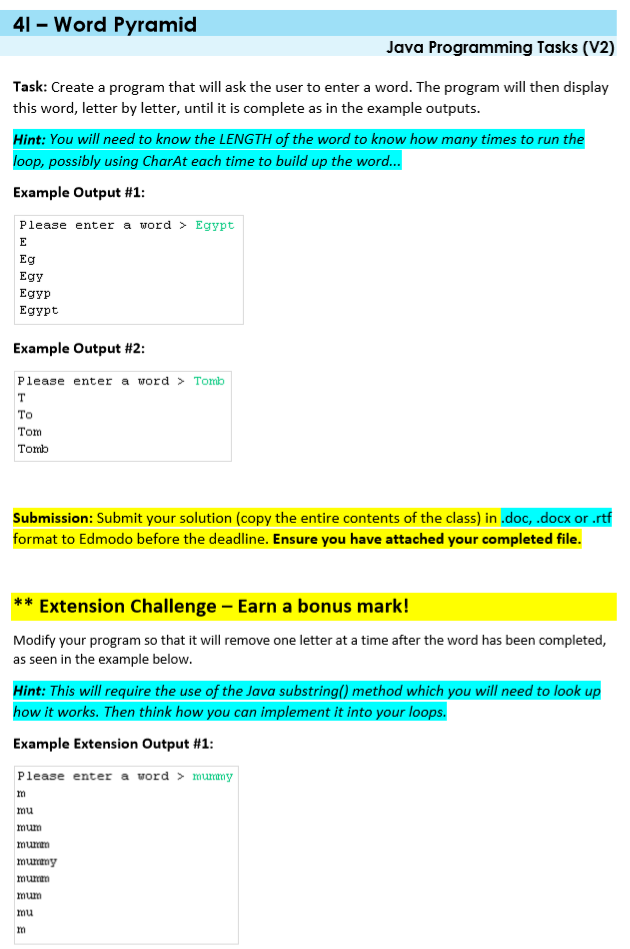 4I – Word Pyramid
Java Programming Tasks (V2)
Task: Create a program that will ask the user to enter a word. The program will then display
this word, letter by letter, until it is complete as in the example outputs.
Hint: You will need to know the LENGTH of the word to know how many times to run the
loop, possibly using CharAt each time to build up the word...
Example Output #1:
Please enter a word > Egypt
E
Eg
Egy
Egyp
Egypt
Example Output #2:
Please enter a word > Tomb
T
To
Tom
Tomb
Submission: Submit your solution (copy the entire contents of the class) in .doc, .docx or .rtf
format to Edmodo before the deadline. Ensure you have attached your completed file.
** Extension Challenge – Earn a bonus mark!
Modify your program so that it will remove one letter at a time after the word has been completed,
as seen in the example below.
Hint: This will require the use of the Java substring() method which you will need to look up
how it works. Then think how you can implement it into your loops.
Example Extension Output #1:
Please enter a word > mummy
m
mu
mum
mumm
mummy
mumm
mum
mu
m